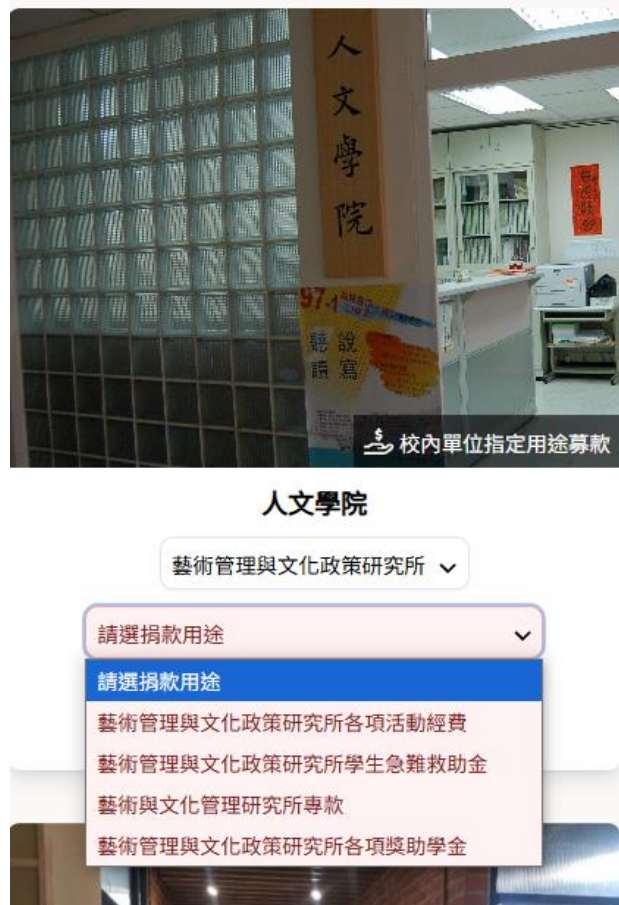 人文學院
97-1
聽說
讀寫
校內單位指定用途募款
人文學院
藝術管理與文化政策研究所
請選捐款用途
請選捐款用途
藝術管理與文化政策研究所各項活動經費
藝術管理與文化政策研究所學生急難救助金
藝術與文化管理研究所專款
藝術管理與文化政策研究所各項獎助學金